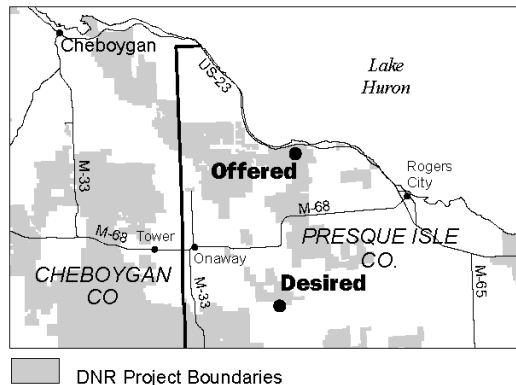 Cheboygan
US-23
Lake
Huron
M-33
Offered
Rogers
City
M-68
M-68
Tower
Onaway
PRESQUE ISLE
CO.
CHEBOYGAN
CO
M-33
Desired
M-65
DNR Project Boundaries